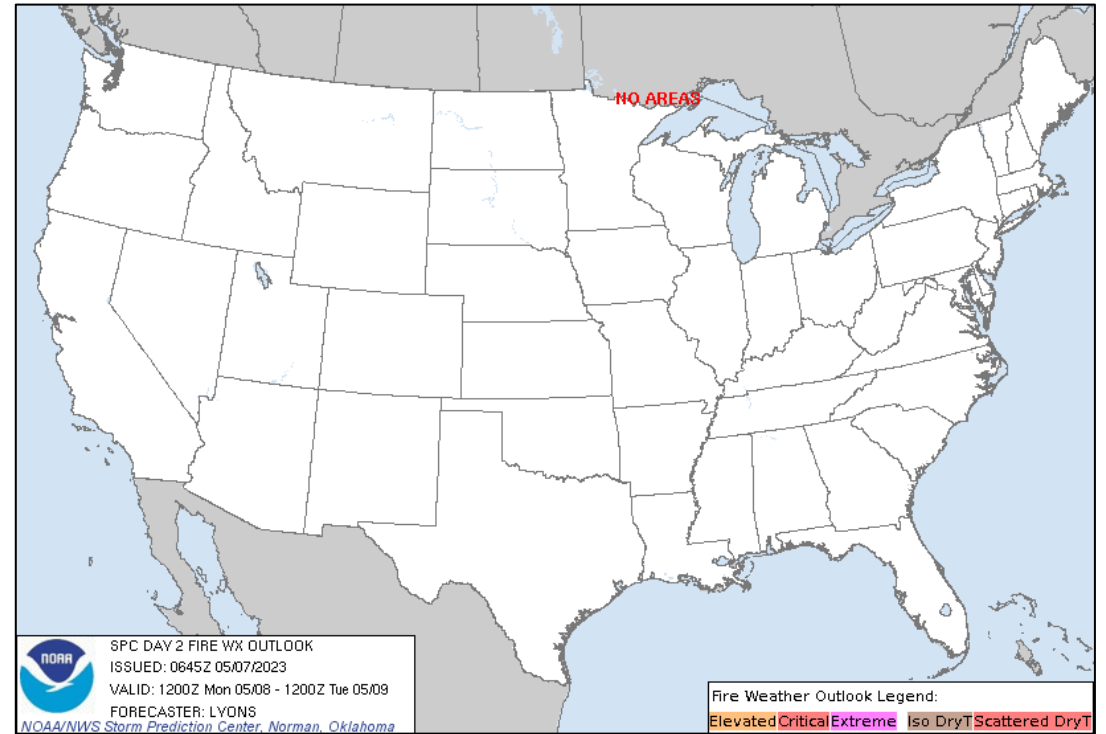 NO AREAS
NOAA
SPC DAY 2 FIRE WX OUTLOOK
ISSUED: 0645Z 05/07/2023
VALID: 1200Z Mon 05/08 - 1200Z Tue 05/09
FORECASTER: LYONS
NOAA/NWS Storm Prediction Center, Norman, Oklahoma
Fire Weather Outlook Legend:
Elevated Critical Extreme Iso DryT Scattered DryT